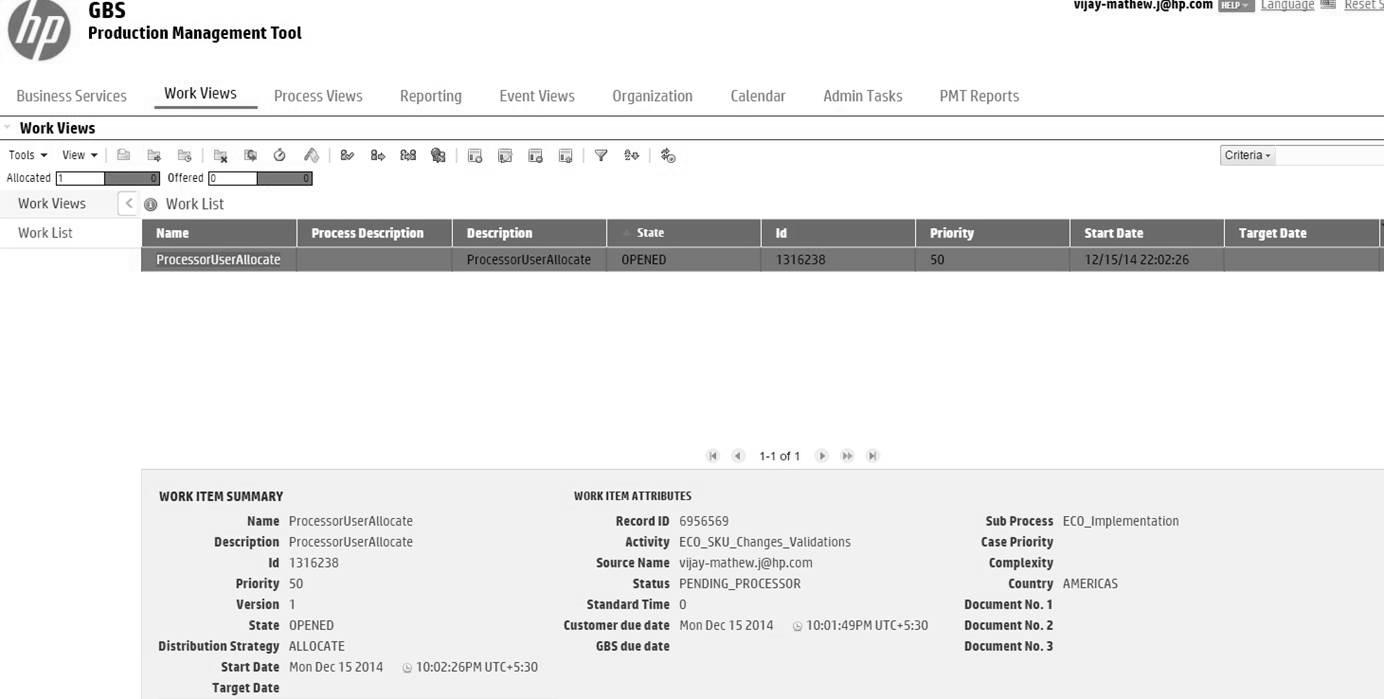 hp
GBS
Production Management Tool
vijay-mathew.j@hp.com HELP Language Reset S
Business Services Work Views Process Views Reporting Event Views Organization Calendar Admin Tasks PMT Reports
Work Views
Tools View Criteria
Allocated 1 0 Offered 0 0
Work Views < Work List
Work List
Name Process Description Description State Id Priority Start Date Target Date
ProcessorUserAllocate ProcessorUserAllocate OPENED 1316238 50 12/15/14 22:02:26
1-1 of 1
WORK ITEM SUMMARY WORK ITEM ATTRIBUTES
Name ProcessorUserAllocate Record ID 6956569 Sub Process ECO_Implementation
Description ProcessorUserAllocate Activity ECO_SKU_Changes_Validations Case Priority
Id 1316238 Source Name vijay-mathew.j@hp.com Complexity
Priority 50 Status PENDING_PROCESSOR Country AMERICAS
Version 1 Standard Time 0 Document No. 1
State OPENED Customer due date Mon Dec 15 2014 10:01:49PM UTC+5:30 Document No. 2
Distribution Strategy ALLOCATE GBS due date Document No. 3
Start Date Mon Dec 15 2014 10:02:26PM UTC+5:30
Target Date